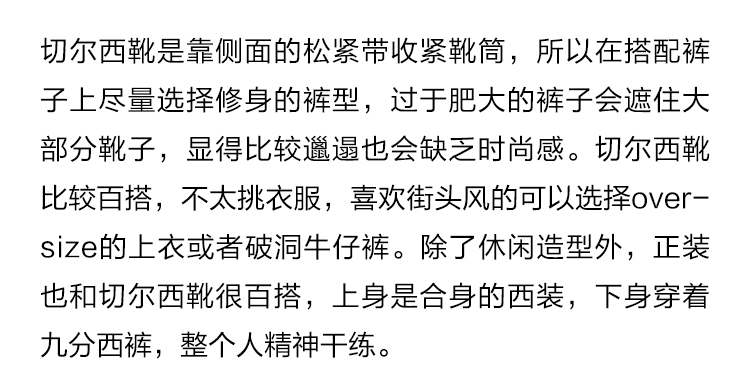 切尔西靴是靠侧面的松紧带收紧靴筒，所以在搭配裤
子上尽量选择修身的裤型，过于肥大的裤子会遮住大
部分靴子，显得比较邋遢也会缺乏时尚感。切尔西靴
比较百搭，不太挑衣服，喜欢街头风的可以选择over-
size的上衣或者破洞牛仔裤。除了休闲造型外，正装
也和切尔西靴很百搭，上身是合身的西装，下身穿着
九分西裤，整个人精神干练。